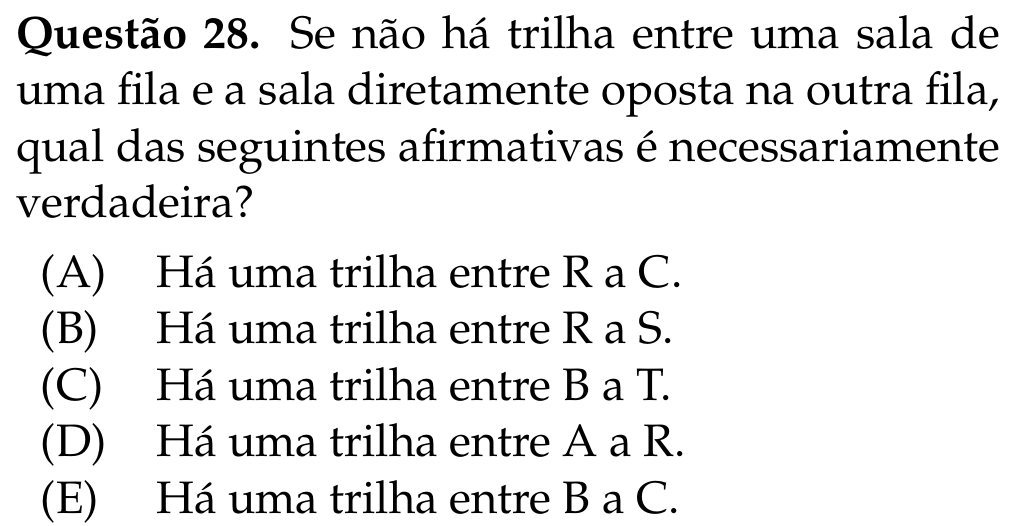 Questão 28. Se não há trilha entre uma sala de
uma fila e a sala diretamente oposta na outra fila,
qual das seguintes afirmativas é necessariamente
verdadeira?
(A) Há uma trilha entre R a C.
(B) Há uma trilha entre R a S.
(C) Há uma trilha entre B a T.
(D) Há uma trilha entre A a R.
(E) Há uma trilha entre B a C.